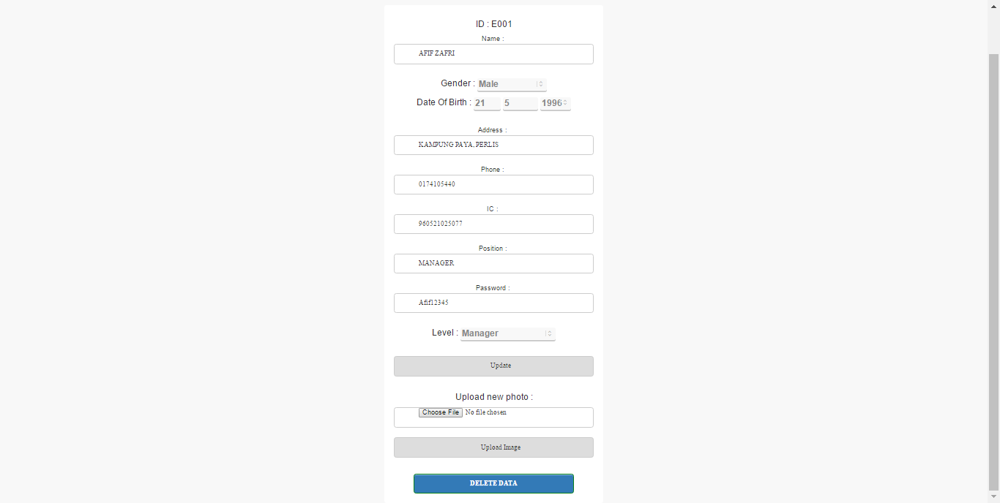 ID : E001
Name :
AFIF ZAFRI
Gender : Male
Date Of Birth : 21 5 1996
Address :
KAMPUNG PAYA, PERLIS
Phone :
0174105440
IC :
960521025077
Position :
MANAGER
Password :
Afif12345
Level : Manager
Update
Upload new photo :
Choose File No file chosen
Upload Image
DELETE DATA